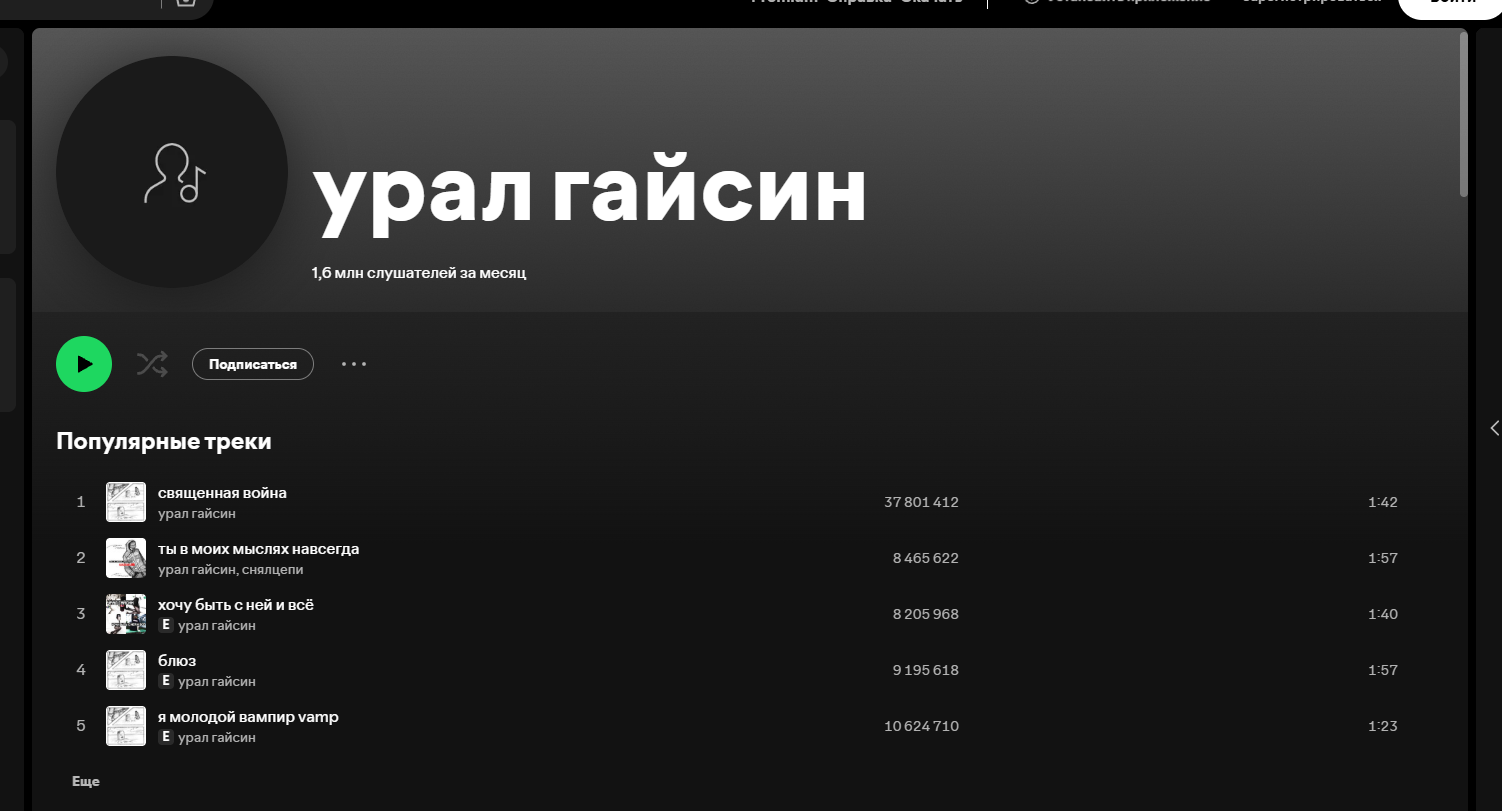 урал гайсин
1,6 млн слушателей за месяц
Подписаться
Популярные треки
1 священная война 37 801 412 1:42
урал гайсин
2 ты в моих мыслях навсегда 8 465 622 1:57
урал гайсин, снялцепи
3 хочу быть с ней и всё 8 205 968 1:40
E урал гайсин
4 блюз 9 195 618 1:57
E урал гайсин
5 я молодой вампир vamp 10 624 710 1:23
E урал гайсин
Еще